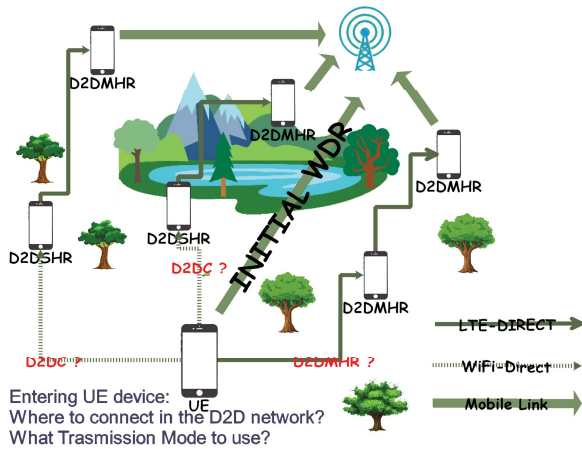 D2DMHR
D2DMHR
D2DMHR
D2DSHR
D2DSHR
D2DC ?
INITIAL WDR
D2DMHR
LTE-DIRECT
D2DC ?
D2DMHR ?
WiFi-Direct
UE
Mobile Link
Entering UE device:
Where to connect in the D2D network?
What Trasmission Mode to use?